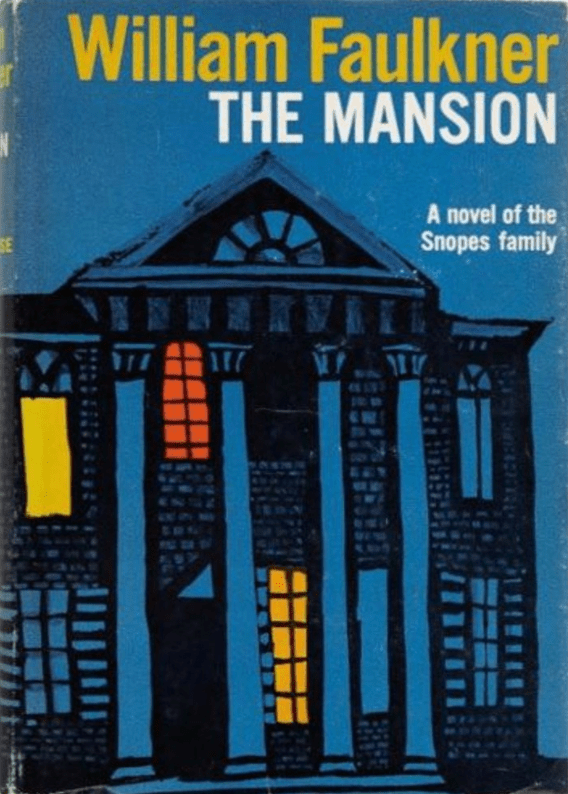 William Faulkner
THE MANSION
A novel of the
Snopes family